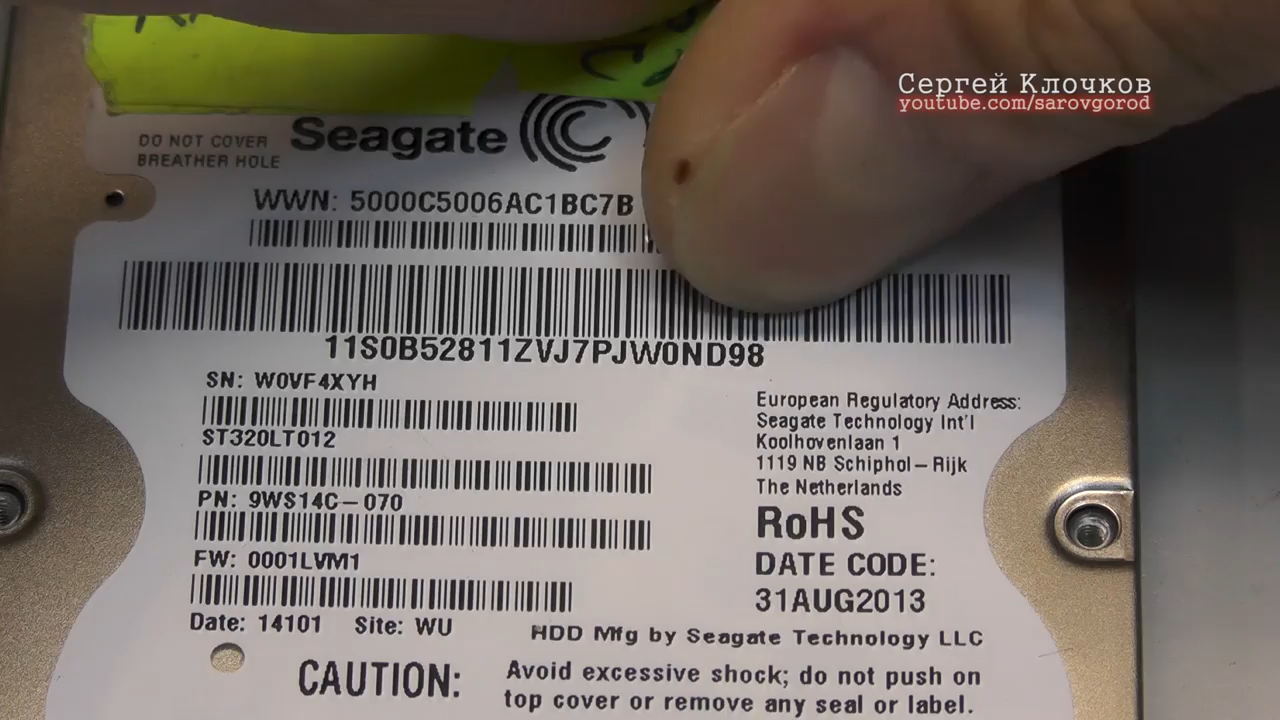 Сергей Клочков
youtube.com/sarovgorod
DO NOT COVER
BREATHER HOLE
Seagate
WWN: 5000C5006AC1BC7B
11S0B52811ZVJ7PJW0ND98
SN: W0VF4XYH
ST320LT012
PN: 9WS14C-070
FW: 0001LVM1
Date: 14101 Site: WU
European Regulatory Address:
Seagate Technology Int'l
Koolhovenlaan 1
1119 NB Schiphol-Rijk
The Netherlands
RoHS
DATE CODE:
31AUG2013
HDD Mfg by Seagate Technology LLC
CAUTION:
Avoid excessive shock; do not push on
top cover or remove any seal or label.